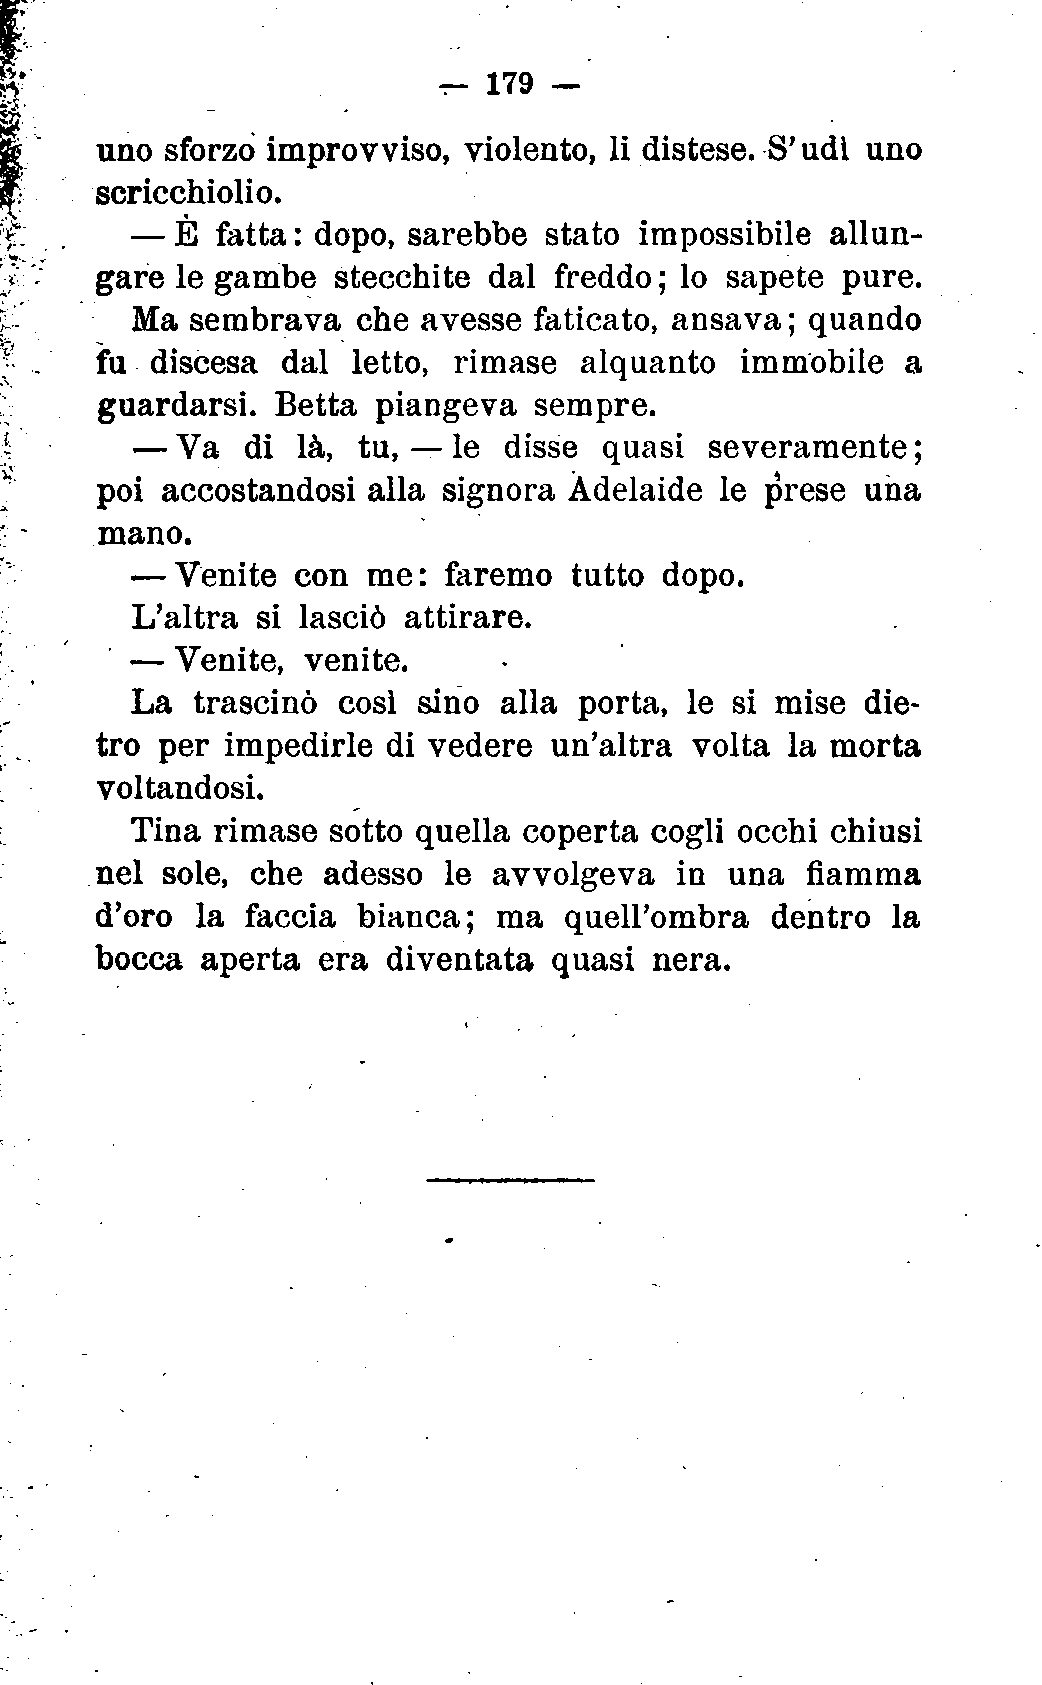 — 179 —
uno sforzo improvviso, violento, li distese. S'udì uno
scricchiolio.
— È fatta: dopo, sarebbe stato impossibile allun-
gare le gambe stecchite dal freddo; lo sapete pure.
Ma sembrava che avesse faticato, ansava; quando
fu discesa dal letto, rimase alquanto immobile a
guardarsi. Betta piangeva sempre.
— Va di là, tu, — le disse quasi severamente;
poi accostandosi alla signora Adelaide le prese una
mano.
— Venite con me: faremo tutto dopo.
L'altra si lasciò attirare.
— Venite, venite.
La trascinò così sino alla porta, le si mise die-
tro per impedirle di vedere un'altra volta la morta
voltandosi.
Tina rimase sotto quella coperta cogli occhi chiusi
nel sole, che adesso le avvolgeva in una fiamma
d'oro la faccia bianca; ma quell'ombra dentro la
bocca aperta era diventata quasi nera.